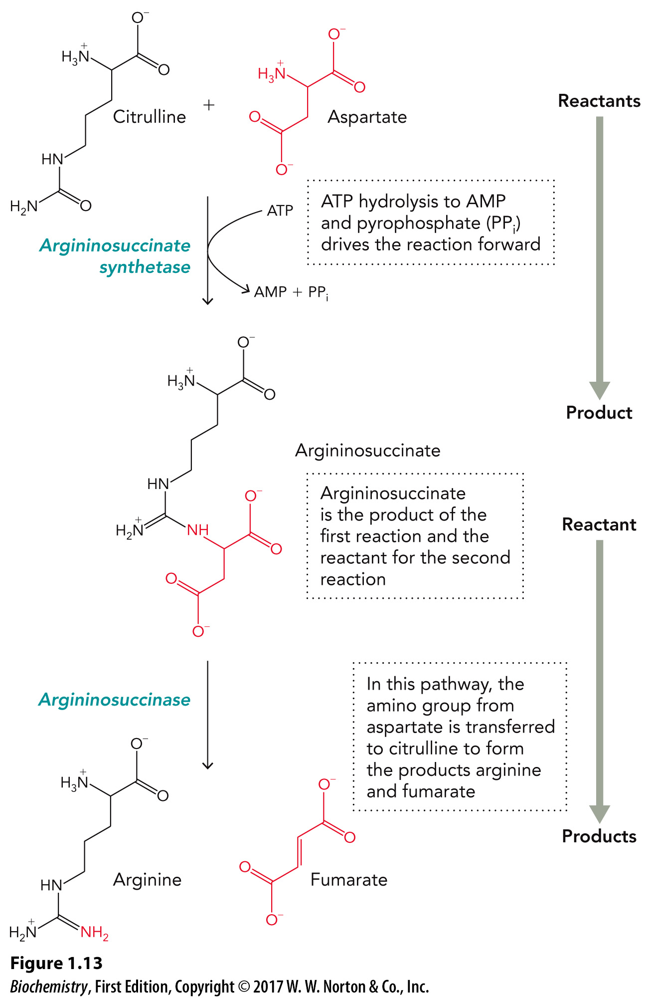 O⁻
H₃N⁺
O
Citrulline
HN
H₂N
O
+
O⁻
H₃N⁺
O
O
Aspartate
O⁻
Reactants
ATP
ATP hydrolysis to AMP
and pyrophosphate (PPᵢ)
drives the reaction forward
Argininosuccinate
synthetase
AMP + PPᵢ
O⁻
H₃N⁺
O
Product
Argininosuccinate
HN
H₂N⁺
NH
O⁻
O
O
O⁻
Argininosuccinate
is the product of the
first reaction and the
reactant for the second
reaction
Reactant
Argininosuccinase
In this pathway, the
amino group from
aspartate is transferred
to citrulline to form
the products arginine
and fumarate
O⁻
H₃N⁺
O
HN
Arginine
H₂N⁺
NH₂
O⁻
O
O
Fumarate
O⁻
Products
Figure 1.13
Biochemistry, First Edition, Copyright © 2017 W. W. Norton & Co., Inc.